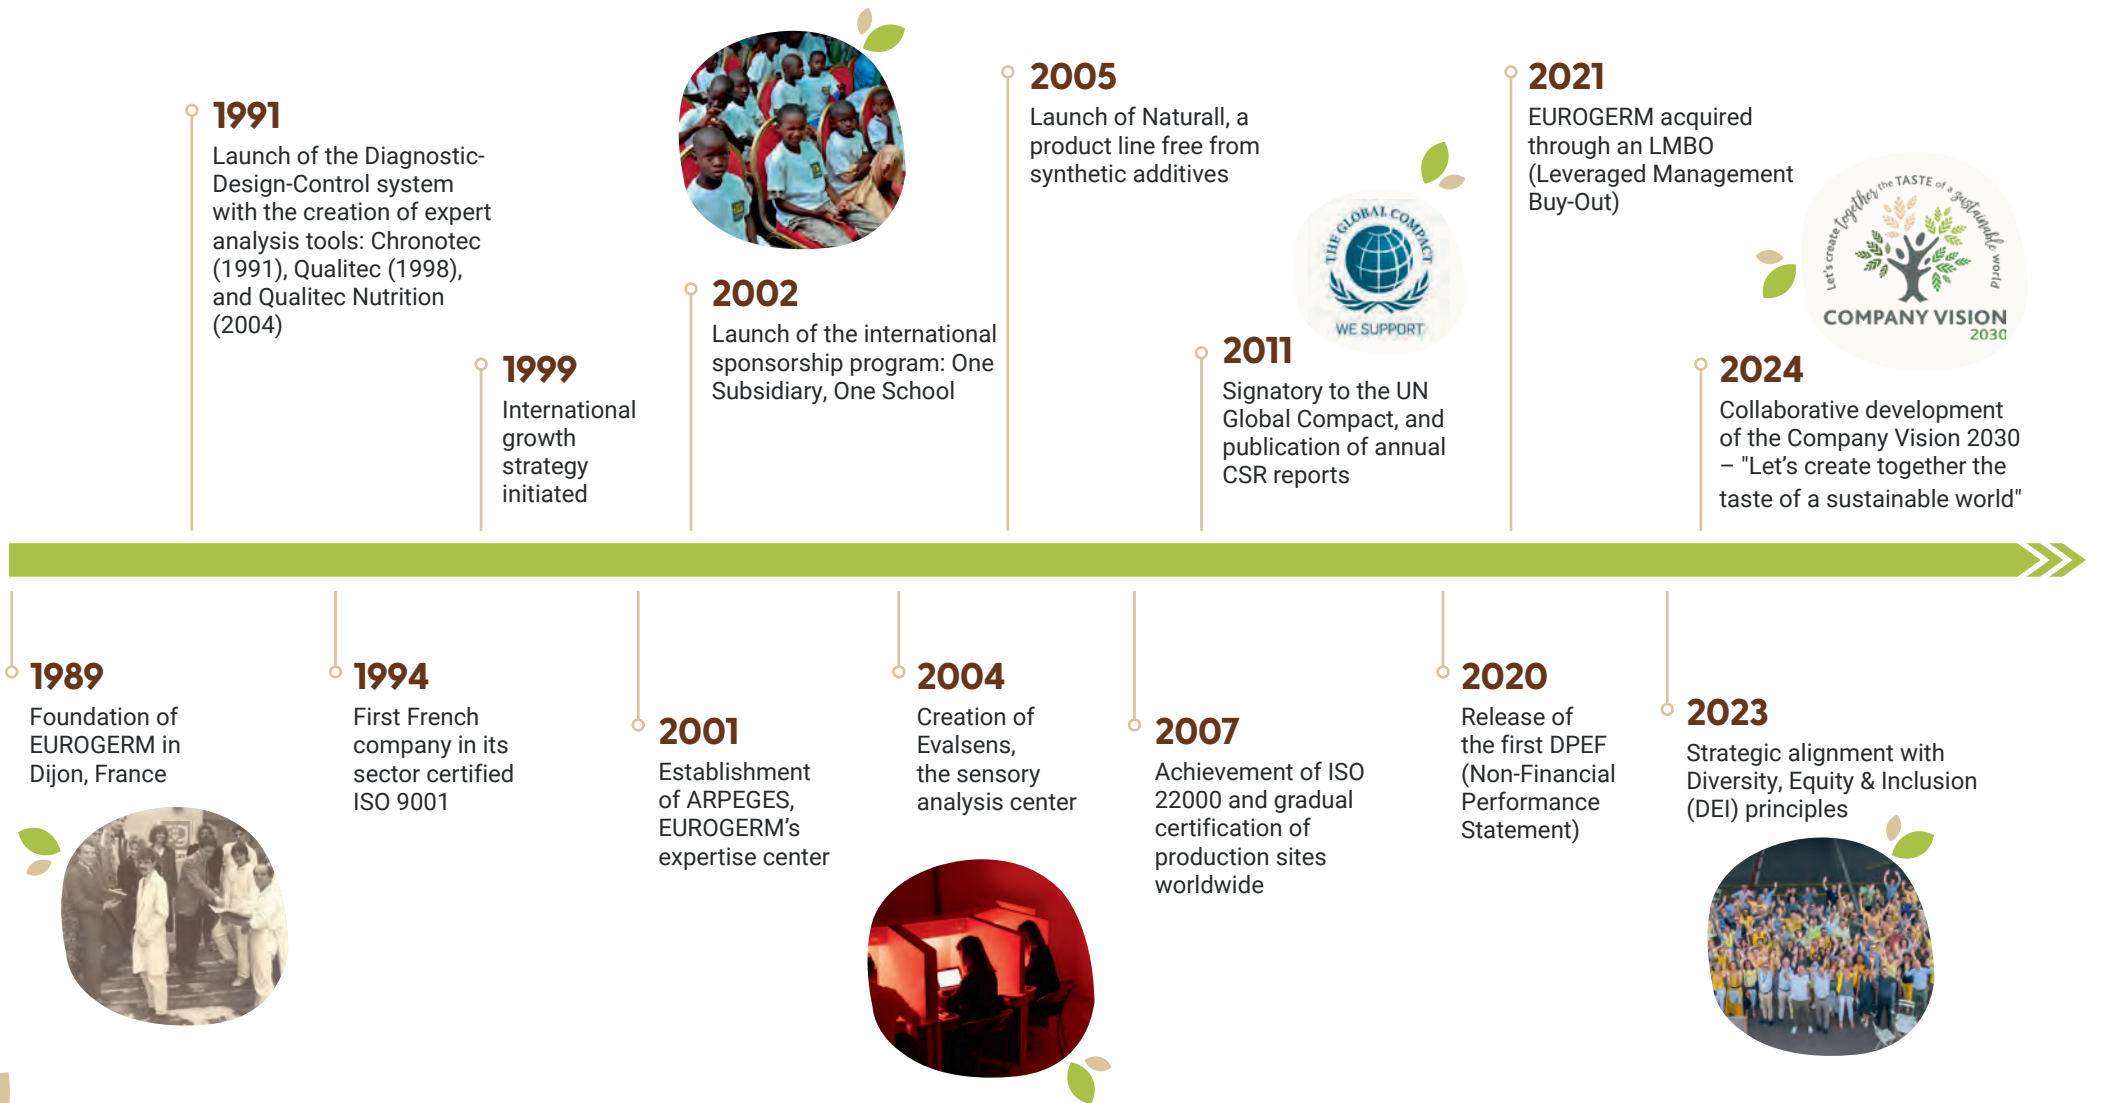 1991
Launch of the Diagnostic-
Design-Control system
with the creation of expert
analysis tools: Chronotec
(1991), Qualitec (1998),
and Qualitec Nutrition
(2004)
1999
International
growth
strategy
initiated
2002
Launch of the international
sponsorship program: One
Subsidiary, One School
2005
Launch of Naturall, a
product line free from
synthetic additives
THE GLOBAL COMPACT
WE SUPPORT
2011
Signatory to the UN
Global Compact, and
publication of annual
CSR reports
2021
EUROGERM acquired
through an LMBO
(Leveraged Management
Buy-Out)
Let's create together the TASTE of a sustainable world
COMPANY VISION
2030
2024
Collaborative development
of the Company Vision 2030
– "Let’s create together the
taste of a sustainable world"
1989
Foundation of
EUROGERM in
Dijon, France
1994
First French
company in its
sector certified
ISO 9001
2001
Establishment
of ARPEGES,
EUROGERM’s
expertise center
2004
Creation of
Evalsens,
the sensory
analysis center
2007
Achievement of ISO
22000 and gradual
certification of
production sites
worldwide
2020
Release of
the first DPEF
(Non-Financial
Performance
Statement)
2023
Strategic alignment with
Diversity, Equity & Inclusion
(DEI) principles